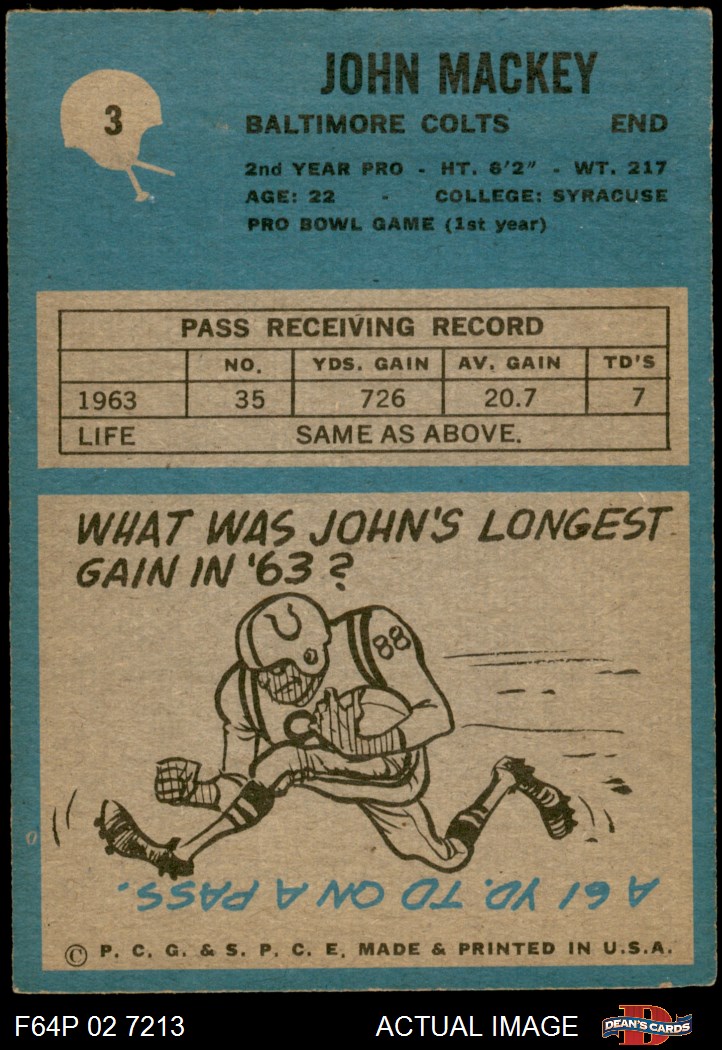 3
JOHN MACKEY
BALTIMORE COLTS END
2nd YEAR PRO - HT. 6'2" - WT. 217
AGE: 22 - COLLEGE: SYRACUSE
PRO BOWL GAME (1st year)
PASS RECEIVING RECORD
NO. YDS. GAIN AV. GAIN TD'S
1963 35 726 20.7 7
LIFE SAME AS ABOVE.
WHAT WAS JOHN'S LONGEST
GAIN IN '63?
88
A 61 YD. TD ON A PASS.
© P. C. G. & S. P. C. E. MADE & PRINTED IN U.S.A.
F64P 02 7213 ACTUAL IMAGE D DEAN'S CARDS